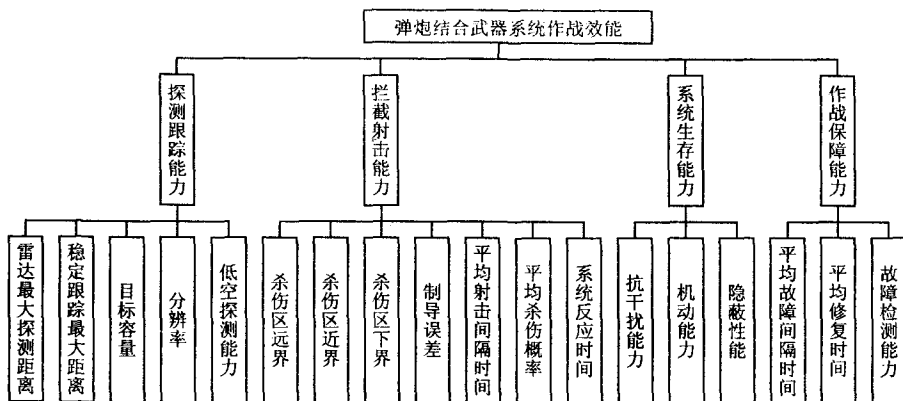 弹炮结合武器系统作战效能
探测跟踪能力
拦截射击能力
系统生存能力
作战保障能力
雷达最大探测距离
稳定跟踪最大距离
目标容量
分辨率
低空探测能力
杀伤区远界
杀伤区近界
杀伤区下界
制导误差
平均射击间隔时间
平均杀伤概率
系统反应时间
抗干扰能力
机动能力
隐蔽性能
平均故障间隔时间
平均修复时间
故障检测能力